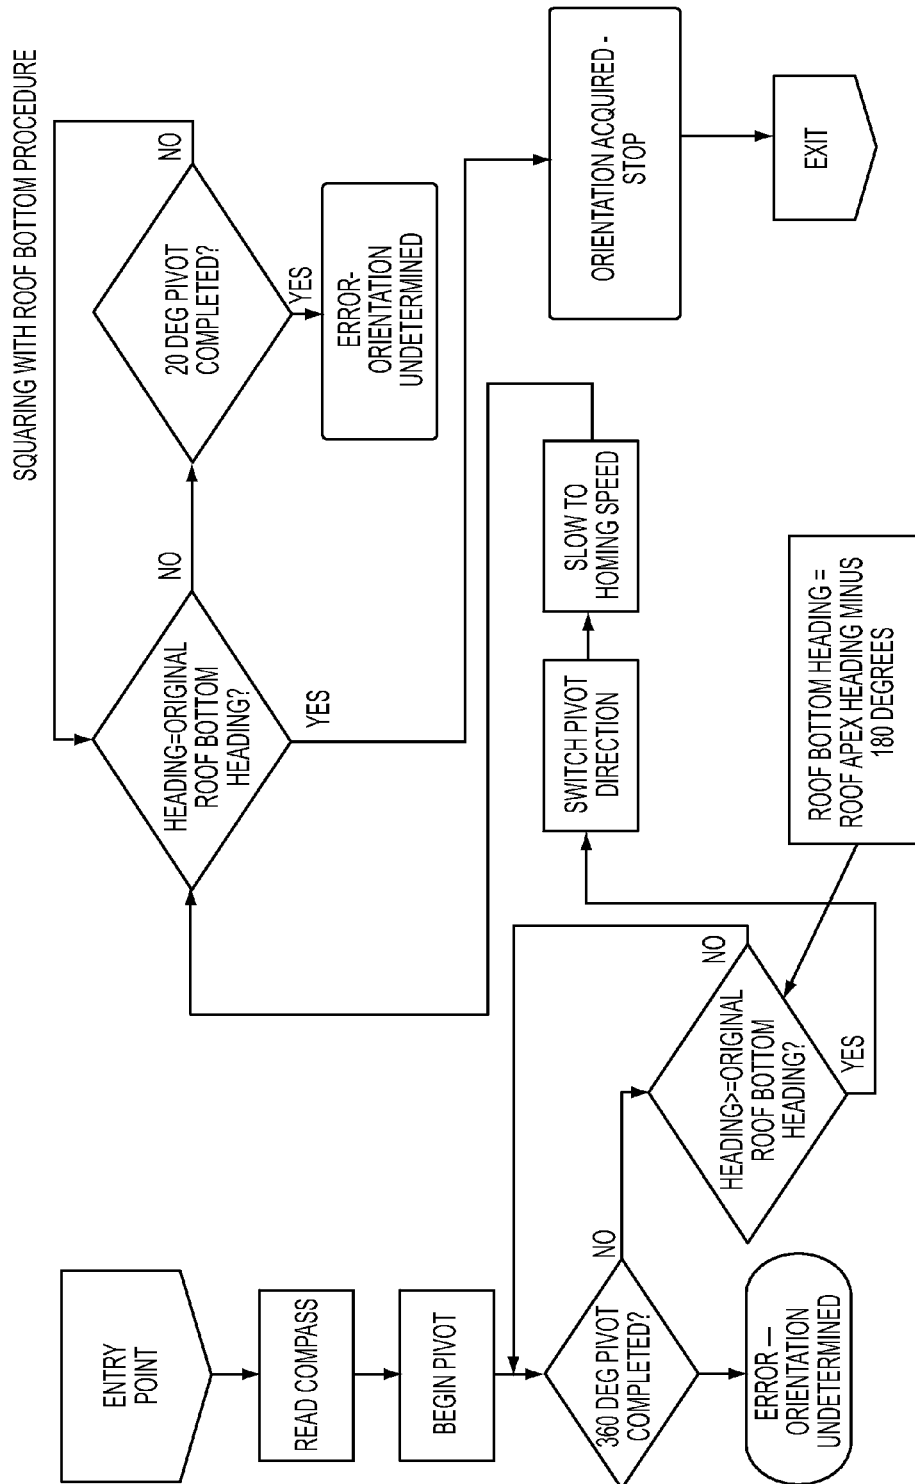 SQUARING WITH ROOF BOTTOM PROCEDURE
ENTRY
POINT
READ COMPASS
BEGIN PIVOT
360 DEG PIVOT
COMPLETED?
NO
ERROR—
ORIENTATION
UNDETERMINED
HEADING>=ORIGINAL
ROOF BOTTOM
HEADING?
NO
YES
ROOF BOTTOM HEADING =
ROOF APEX HEADING MINUS
180 DEGREES
SWITCH PIVOT
DIRECTION
SLOW TO
HOMING SPEED
HEADING=ORIGINAL
ROOF BOTTOM
HEADING?
NO
YES
20 DEG PIVOT
COMPLETED?
NO
YES
ERROR-
ORIENTATION
UNDETERMINED
ORIENTATION ACQUIRED -
STOP
EXIT